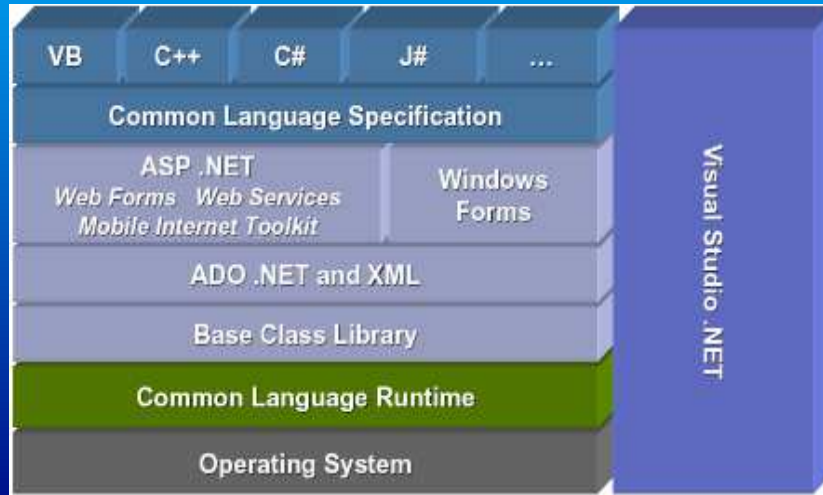 VB C++ C# J# ...
Common Language Specification
ASP .NET
Web Forms Web Services
Mobile Internet Toolkit
Windows
Forms
ADO .NET and XML
Base Class Library
Common Language Runtime
Operating System
Visual Studio .NET